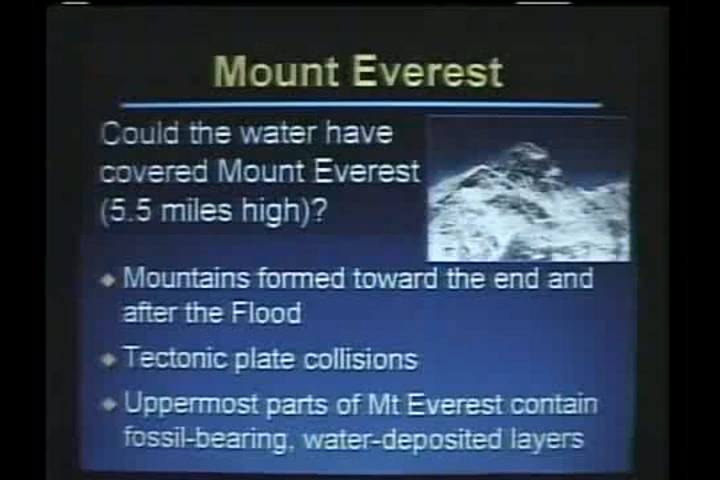 Mount Everest
Could the water have
covered Mount Everest
(5.5 miles high)?
Mountains formed toward the end and
after the Flood
Tectonic plate collisions
Uppermost parts of Mt Everest contain
fossil-bearing, water-deposited layers